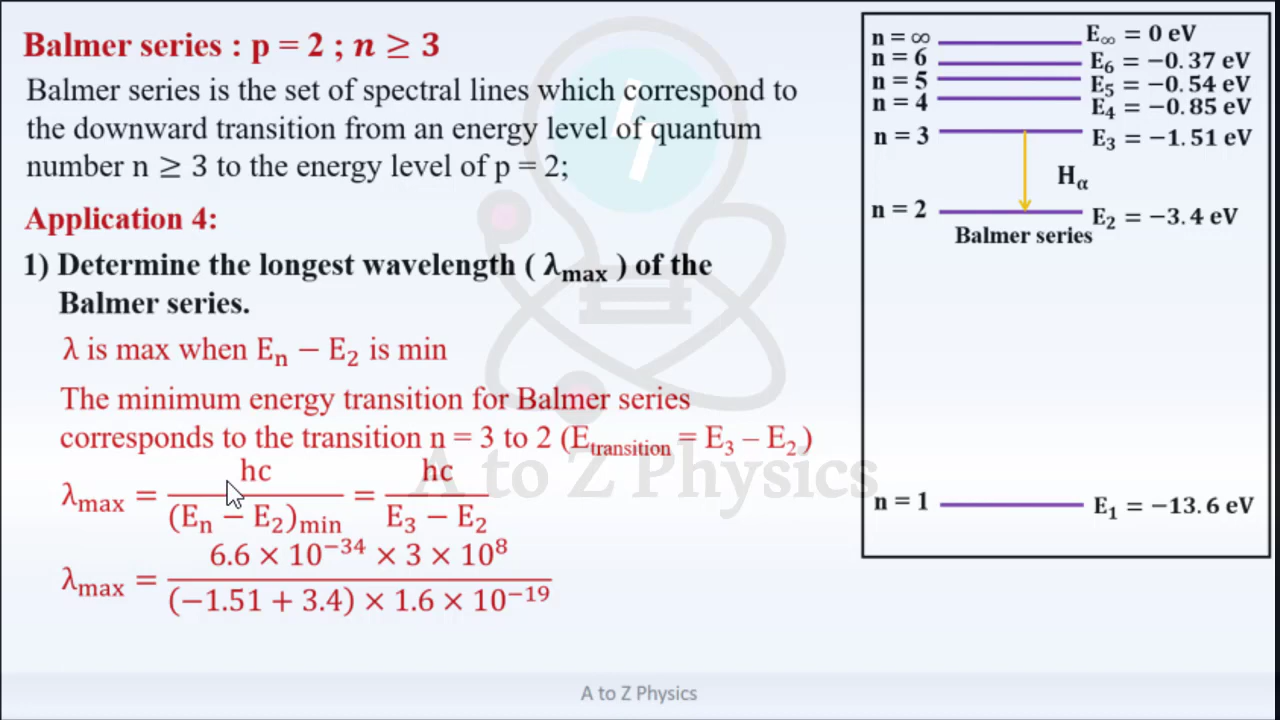 Balmer series : p = 2 ; n ≥ 3
Balmer series is the set of spectral lines which correspond to
the downward transition from an energy level of quantum
number n ≥ 3 to the energy level of p = 2;
Application 4:
1) Determine the longest wavelength ( λmax ) of the
Balmer series.
λ is max when En − E2 is min
The minimum energy transition for Balmer series
corresponds to the transition n = 3 to 2 (Etransition = E3 – E2 )
λmax = hc / (En − E2)min = hc / E3 − E2
λmax = 6.6 × 10⁻³⁴ × 3 × 10⁸ / (−1.51 + 3.4) × 1.6 × 10⁻¹⁹
n = ∞ E∞ = 0 eV
n = 6 E6 = −0.37 eV
n = 5 E5 = −0.54 eV
n = 4 E4 = −0.85 eV
n = 3 E3 = −1.51 eV
Hα
n = 2 E2 = −3.4 eV
Balmer series
n = 1 E1 = −13.6 eV
A to Z Physics
A to Z Physics